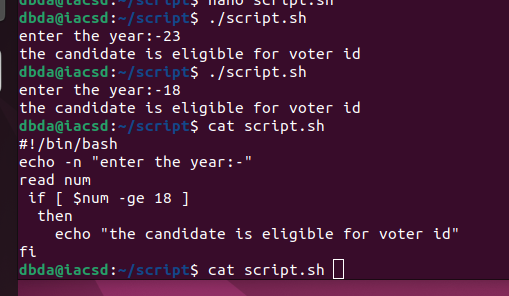 dbda@iacsd:~/script$ nano script.sh
dbda@iacsd:~/script$ ./script.sh
enter the year:-23
the candidate is eligible for voter id
dbda@iacsd:~/script$ ./script.sh
enter the year:-18
the candidate is eligible for voter id
dbda@iacsd:~/script$ cat script.sh
#!/bin/bash
echo -n "enter the year:-"
read num
 if [ $num -ge 18 ]
  then
    echo "the candidate is eligible for voter id"
fi
dbda@iacsd:~/script$ cat script.sh